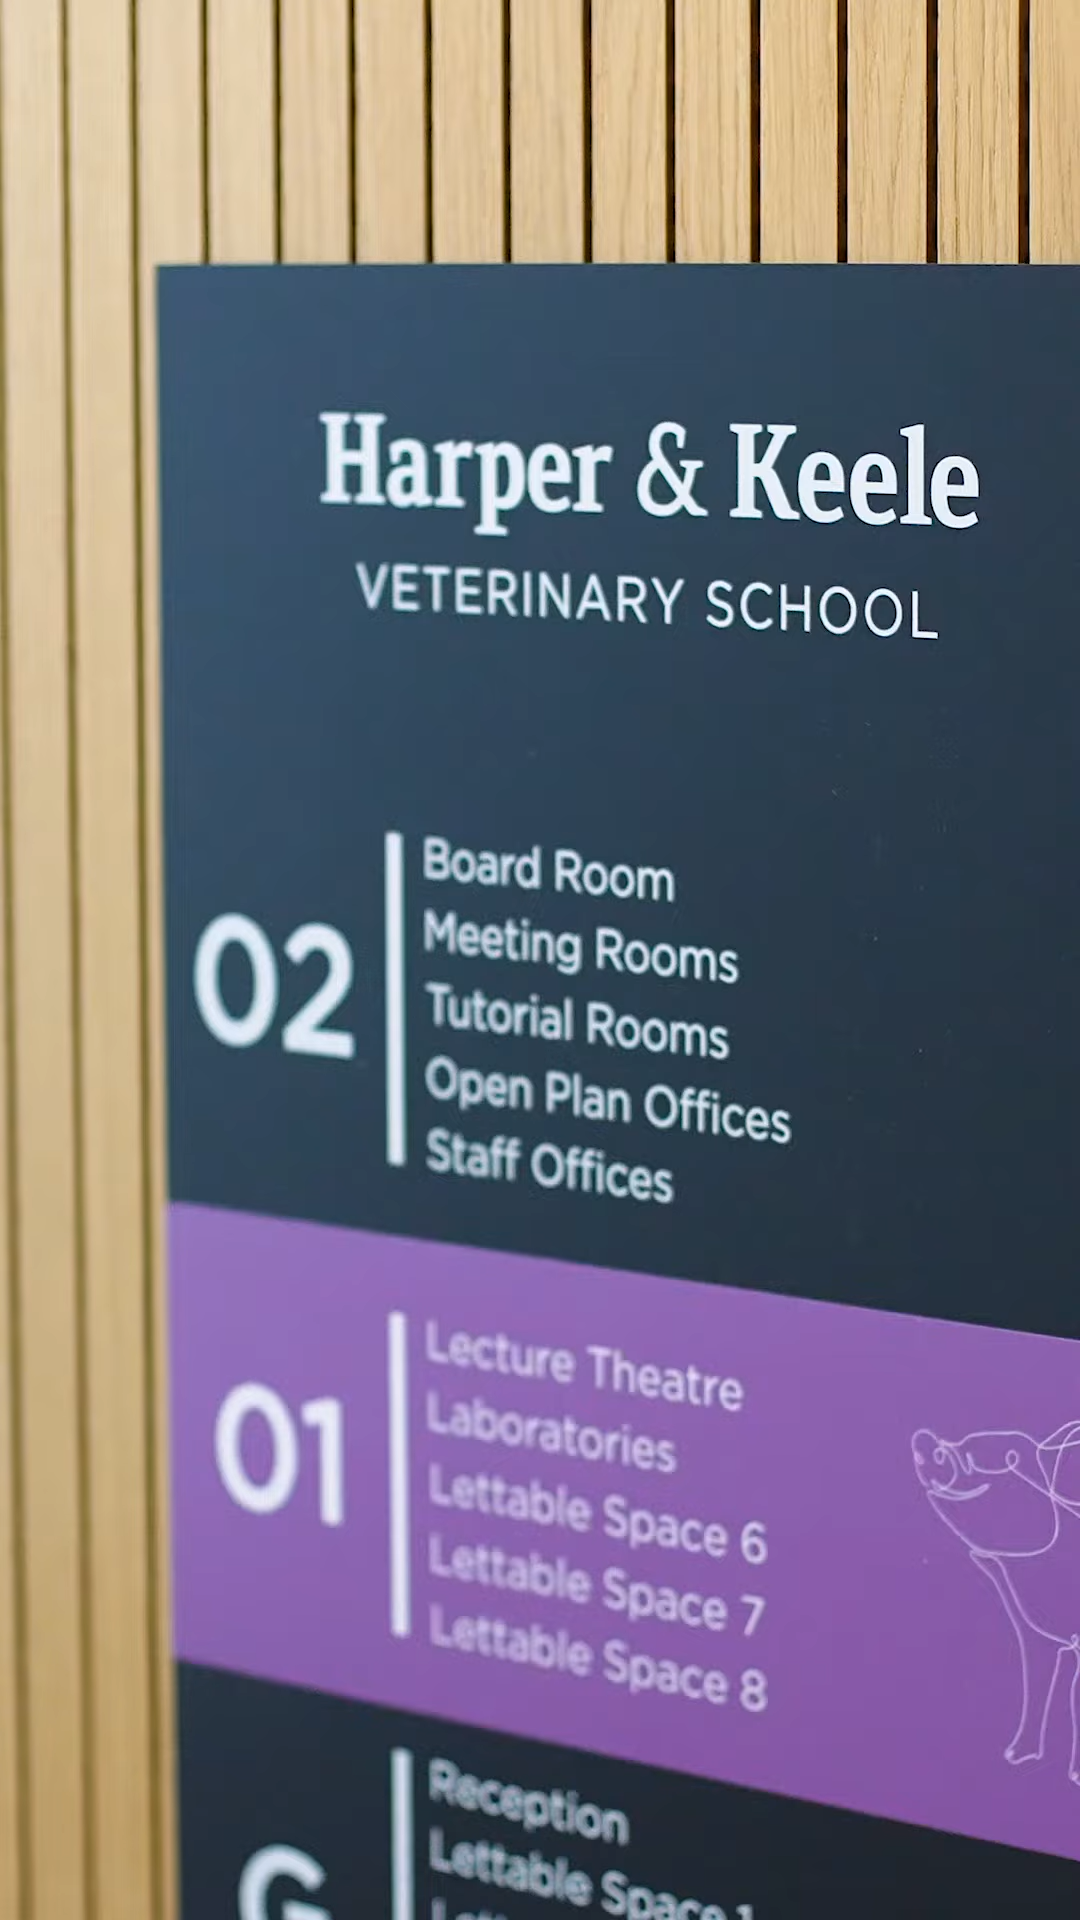 Harper & Keele
VETERINARY SCHOOL
02
Board Room
Meeting Rooms
Tutorial Rooms
Open Plan Offices
Staff Offices
01
Lecture Theatre
Laboratories
Lettable Space 6
Lettable Space 7
Lettable Space 8
G
Reception
Lettable Space 1